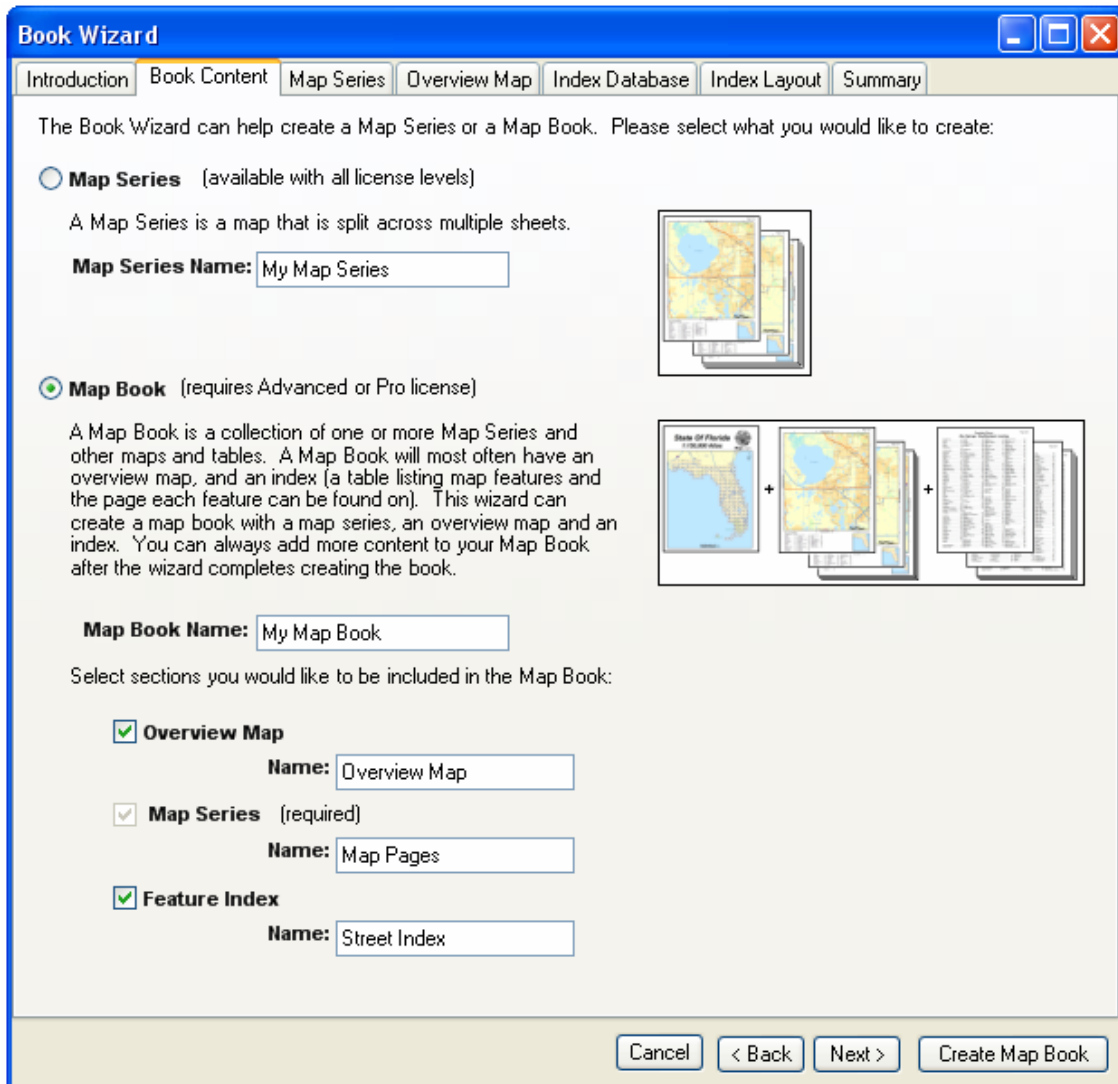 Book Wizard
Introduction Book Content Map Series Overview Map Index Database Index Layout Summary
The Book Wizard can help create a Map Series or a Map Book. Please select what you would like to create:
Map Series (available with all license levels)
A Map Series is a map that is split across multiple sheets.
Map Series Name: My Map Series
Map Book (requires Advanced or Pro license)
A Map Book is a collection of one or more Map Series and
other maps and tables. A Map Book will most often have an
overview map, and an index (a table listing map features and
the page each feature can be found on). This wizard can
create a map book with a map series, an overview map and an
index. You can always add more content to your Map Book
after the wizard completes creating the book.
State Of Florida
+ +
Map Book Name: My Map Book
Select sections you would like to be included in the Map Book:
Overview Map
Name: Overview Map
Map Series (required)
Name: Map Pages
Feature Index
Name: Street Index
Cancel < Back Next > Create Map Book